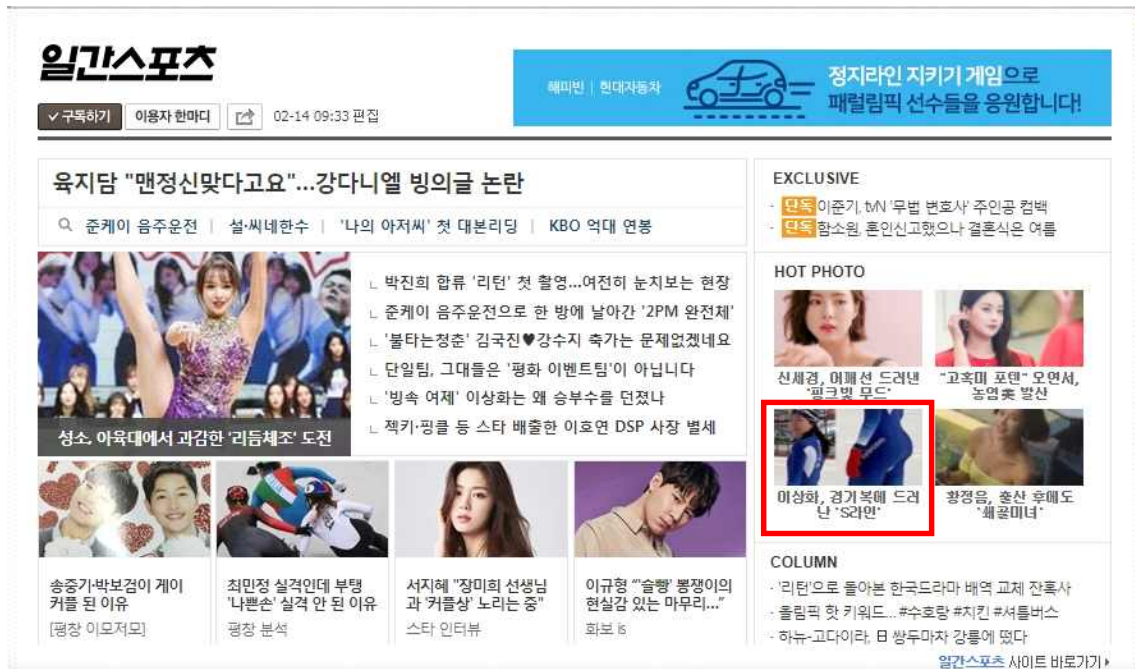 일간스포츠
해피빈 | 현대자동차
정지라인 지키기 게임으로
패럴림픽 선수들을 응원합니다!
구독하기 이용자 한마디 02-14 09:33 편집
육지담 "맨정신맞다고요"...강다니엘 빙의글 논란
준케이 음주운전 | 설·씨네한수 | '나의 아저씨' 첫 대본리딩 | KBO 억대 연봉
성소, 아육대에서 과감한 '리듬체조' 도전
ㄴ 박진희 합류 '리턴' 첫 촬영...여전히 눈치보는 현장
ㄴ 준케이 음주운전으로 한 방에 날아간 '2PM 완전체'
ㄴ '불타는청춘' 김국진♥강수지 축가는 문제없겠네요
ㄴ 단일팀, 그대들은 '평화 이벤트팀'이 아닙니다
ㄴ '빙속 여제' 이상화는 왜 승부수를 던졌나
ㄴ 젝키·핑클 등 스타 배출한 이호연 DSP 사장 별세
송중기·박보검이 게이
커플 된 이유
[평창 이모저모]
최민정 실격인데 부탱
'나쁜손' 실격 안 된 이유
평창 분석
서지혜 "장미희 선생님
과 '커플상' 노리는 중"
스타 인터뷰
이규형 "'슬빵' 뽕쟁이의
현실감 있는 마무리..."
화보 is
EXCLUSIVE
· 단독 이준기, tvN '무법 변호사' 주인공 컴백
· 단독 함소원, 혼인신고했으나 결혼식은 여름
HOT PHOTO
신세경, 어깨선 드러낸
'핑크빛 무드'
"고혹미 포텐" 오연서,
농염美 발산
이상화, 경기복에 드러
난 'S라인'
황정음, 출산 후에도
'쇄골미녀'
COLUMN
· '리턴'으로 돌아본 한국드라마 배역 교체 잔혹사
· 올림픽 핫 키워드...#수호랑 #치킨 #셔틀버스
· 하뉴-고다이라, 日 쌍두마차 강릉에 떴다
일간스포츠 사이트 바로가기